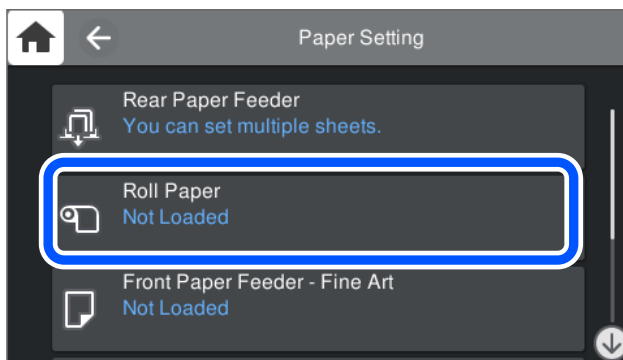 Paper Setting
Rear Paper Feeder
You can set multiple sheets.
Roll Paper
Not Loaded
Front Paper Feeder - Fine Art
Not Loaded